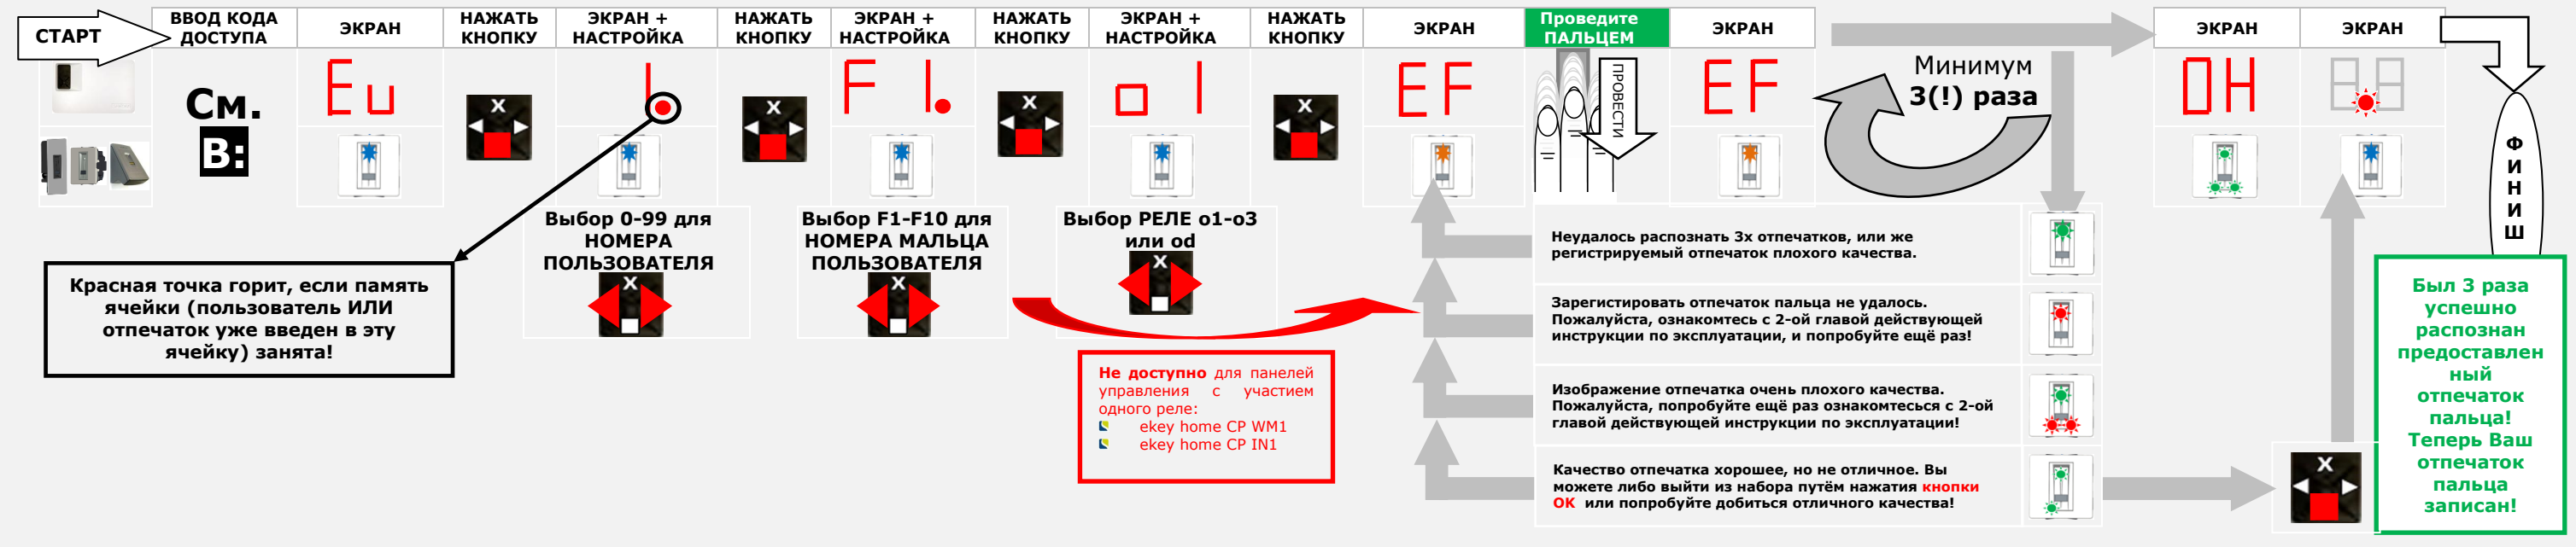 СТАРТ
ВВОД КОДА
ДОСТУПА
ЭКРАН
НАЖАТЬ
КНОПКУ
ЭКРАН +
НАСТРОЙКА
НАЖАТЬ
КНОПКУ
ЭКРАН +
НАСТРОЙКА
НАЖАТЬ
КНОПКУ
ЭКРАН +
НАСТРОЙКА
НАЖАТЬ
КНОПКУ
ЭКРАН
Проведите
ПАЛЬЦЕМ
ЭКРАН
ЭКРАН
ЭКРАН
См.
B:
Eu
X
1.
X
F1.
X
o1
X
EF
ПРОВЕСТИ
EF
Минимум
3(!) раза
OH
ФИНИШ
Выбор 0-99 для
НОМЕРА
ПОЛЬЗОВАТЕЛЯ
X
Выбор F1-F10 для
НОМЕРА МАЛЬЦА
ПОЛЬЗОВАТЕЛЯ
X
Выбор РЕЛЕ о1-о3
или od
X
Красная точка горит, если память
ячейки (пользователь ИЛИ
отпечаток уже введен в эту
ячейку) занята!
Не доступно для панелей
управления с участием
одного реле:
ekey home CP WM1
ekey home CP IN1
Неудалось распознать 3х отпечатков, или же
регистрируемый отпечаток плохого качества.
Зарегистировать отпечаток пальца не удалось.
Пожалуйста, ознакомтесь с 2-ой главой действующей
инструкции по эксплуатации, и попробуйте ещё раз!
Изображение отпечатка очень плохого качества.
Пожалуйста, попробуйте ещё раз ознакомтесься с 2-ой
главой действующей инструкции по эксплуатации!
Качество отпечатка хорошее, но не отличное. Вы
можете либо выйти из набора путём нажатия кнопки
OK или попробуйте добиться отличного качества!
X
Был 3 раза
успешно
распознан
предоставлен
ный
отпечаток
пальца!
Теперь Ваш
отпечаток
пальца
записан!